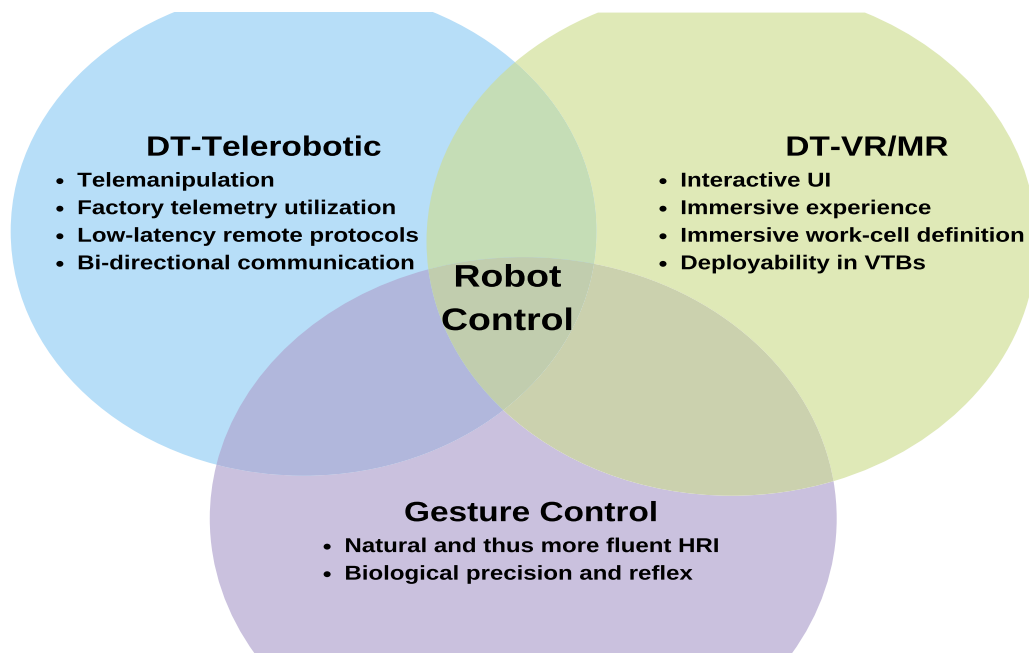 DT-Telerobotic
• Telemanipulation
• Factory telemetry utilization
• Low-latency remote protocols
• Bi-directional communication
DT-VR/MR
• Interactive UI
• Immersive experience
• Immersive work-cell definition
• Deployability in VTBs
Robot
Control
Gesture Control
• Natural and thus more fluent HRI
• Biological precision and reflex